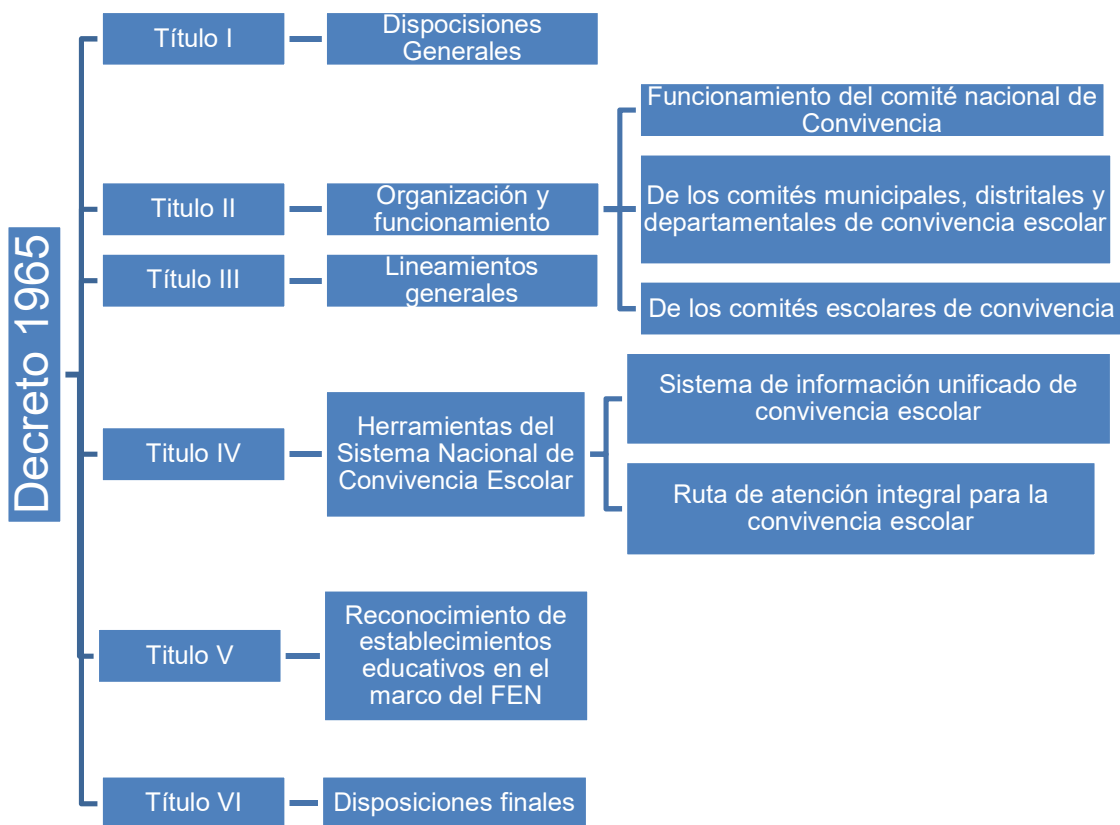 Decreto 1965
Título I
Dispocisiones
Generales
Titulo II
Organización y
funcionamiento
Funcionamiento del comité nacional de
Convivencia
De los comités municipales, distritales y
departamentales de convivencia escolar
De los comités escolares de convivencia
Título III
Lineamientos
generales
Titulo IV
Herramientas del
Sistema Nacional de
Convivencia Escolar
Sistema de información unificado de
convivencia escolar
Ruta de atención integral para la
convivencia escolar
Titulo V
Reconocimiento de
establecimientos
educativos en el
marco del FEN
Título VI
Disposiciones finales